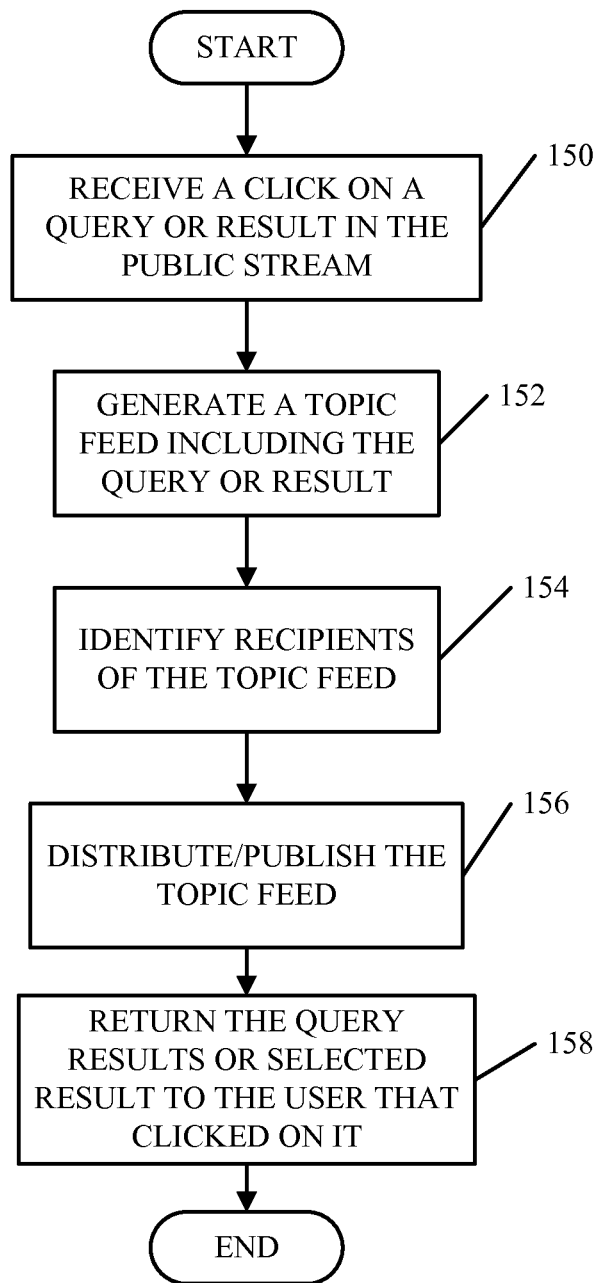 START
150
RECEIVE A CLICK ON A
QUERY OR RESULT IN THE
PUBLIC STREAM
152
GENERATE A TOPIC
FEED INCLUDING THE
QUERY OR RESULT
154
IDENTIFY RECIPIENTS
OF THE TOPIC FEED
156
DISTRIBUTE/PUBLISH THE
TOPIC FEED
158
RETURN THE QUERY
RESULTS OR SELECTED
RESULT TO THE USER THAT
CLICKED ON IT
END